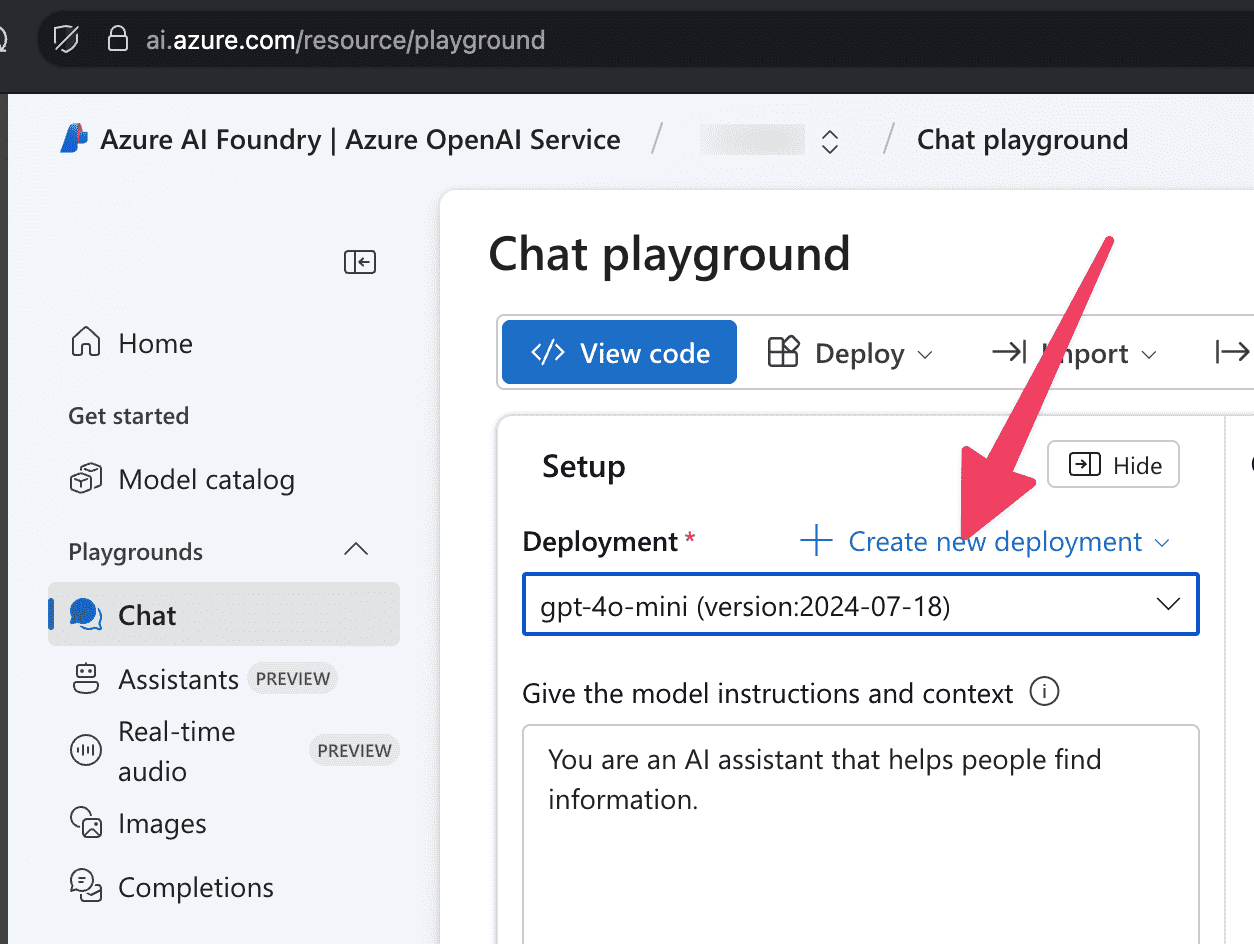 ai.azure.com/resource/playground
Azure AI Foundry | Azure OpenAI Service / / Chat playground
Chat playground
Home
View code
Deploy
Get started
Model catalog
Setup
Hide
Playgrounds
Deployment *
Create new deployment
gpt-4o-mini (version:2024-07-18)
Chat
Assistants PREVIEW
Real-time
audio
PREVIEW
Images
Completions
Give the model instructions and context
You are an AI assistant that helps people find
information.